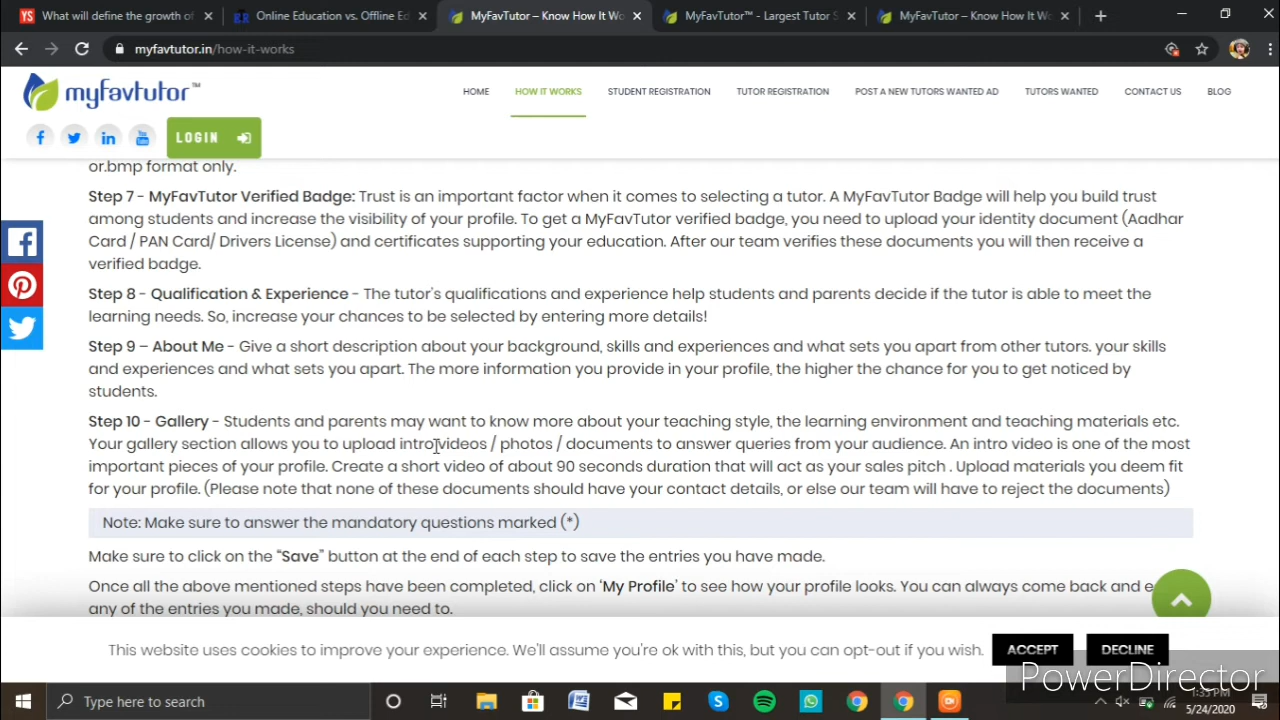 What will define the growth of
Online Education vs. Offline Ed
MyFavTutor – Know How It Wo
MyFavTutor™ - Largest Tutor S
MyFavTutor – Know How It Wo
myfavtutor.in/how-it-works
myfavtutor™
HOME
HOW IT WORKS
STUDENT REGISTRATION
TUTOR REGISTRATION
POST A NEW TUTORS WANTED AD
TUTORS WANTED
CONTACT US
BLOG
LOGIN
or.bmp format only.
Step 7 - MyFavTutor Verified Badge: Trust is an important factor when it comes to selecting a tutor. A MyFavTutor Badge will help you build trust
among students and increase the visibility of your profile. To get a MyFavTutor verified badge, you need to upload your identity document (Aadhar
Card / PAN Card/ Drivers License) and certificates supporting your education. After our team verifies these documents you will then receive a
verified badge.
Step 8 - Qualification & Experience - The tutor's qualifications and experience help students and parents decide if the tutor is able to meet the
learning needs. So, increase your chances to be selected by entering more details!
Step 9 – About Me - Give a short description about your background, skills and experiences and what sets you apart from other tutors. your skills
and experiences and what sets you apart. The more information you provide in your profile, the higher the chance for you to get noticed by
students.
Step 10 - Gallery - Students and parents may want to know more about your teaching style, the learning environment and teaching materials etc.
Your gallery section allows you to upload intro videos / photos / documents to answer queries from your audience. An intro video is one of the most
important pieces of your profile. Create a short video of about 90 seconds duration that will act as your sales pitch . Upload materials you deem fit
for your profile. (Please note that none of these documents should have your contact details, or else our team will have to reject the documents)
Note: Make sure to answer the mandatory questions marked (*)
Make sure to click on the “Save” button at the end of each step to save the entries you have made.
Once all the above mentioned steps have been completed, click on ‘My Profile’ to see how your profile looks. You can always come back and e
any of the entries you made, should you need to.
This website uses cookies to improve your experience. We'll assume you're ok with this, but you can opt-out if you wish.
ACCEPT
DECLINE
PowerDirector
Type here to search
1:33 PM
5/24/2020